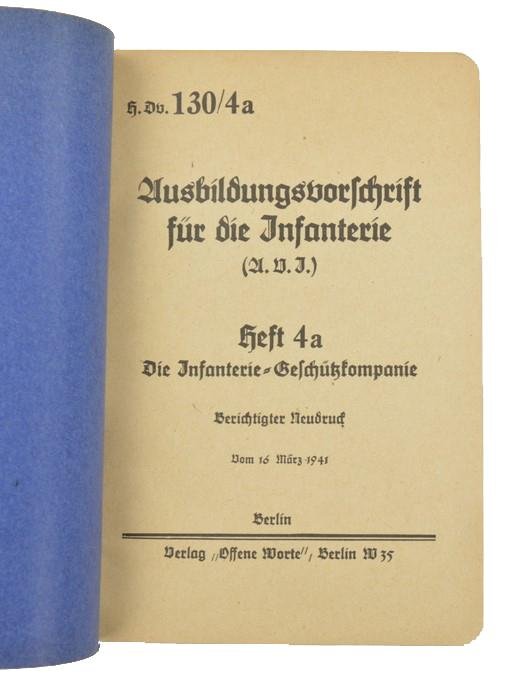 H. Dv. 130/4a
Ausbildungsvorschrift
für die Infanterie
(A. V. I.)
Heft 4a
Die Infanterie-Geschützkompanie
Berichtigter Neudruck
Vom 16 März 1941
Berlin
Verlag „Offene Worte“, Berlin W 35